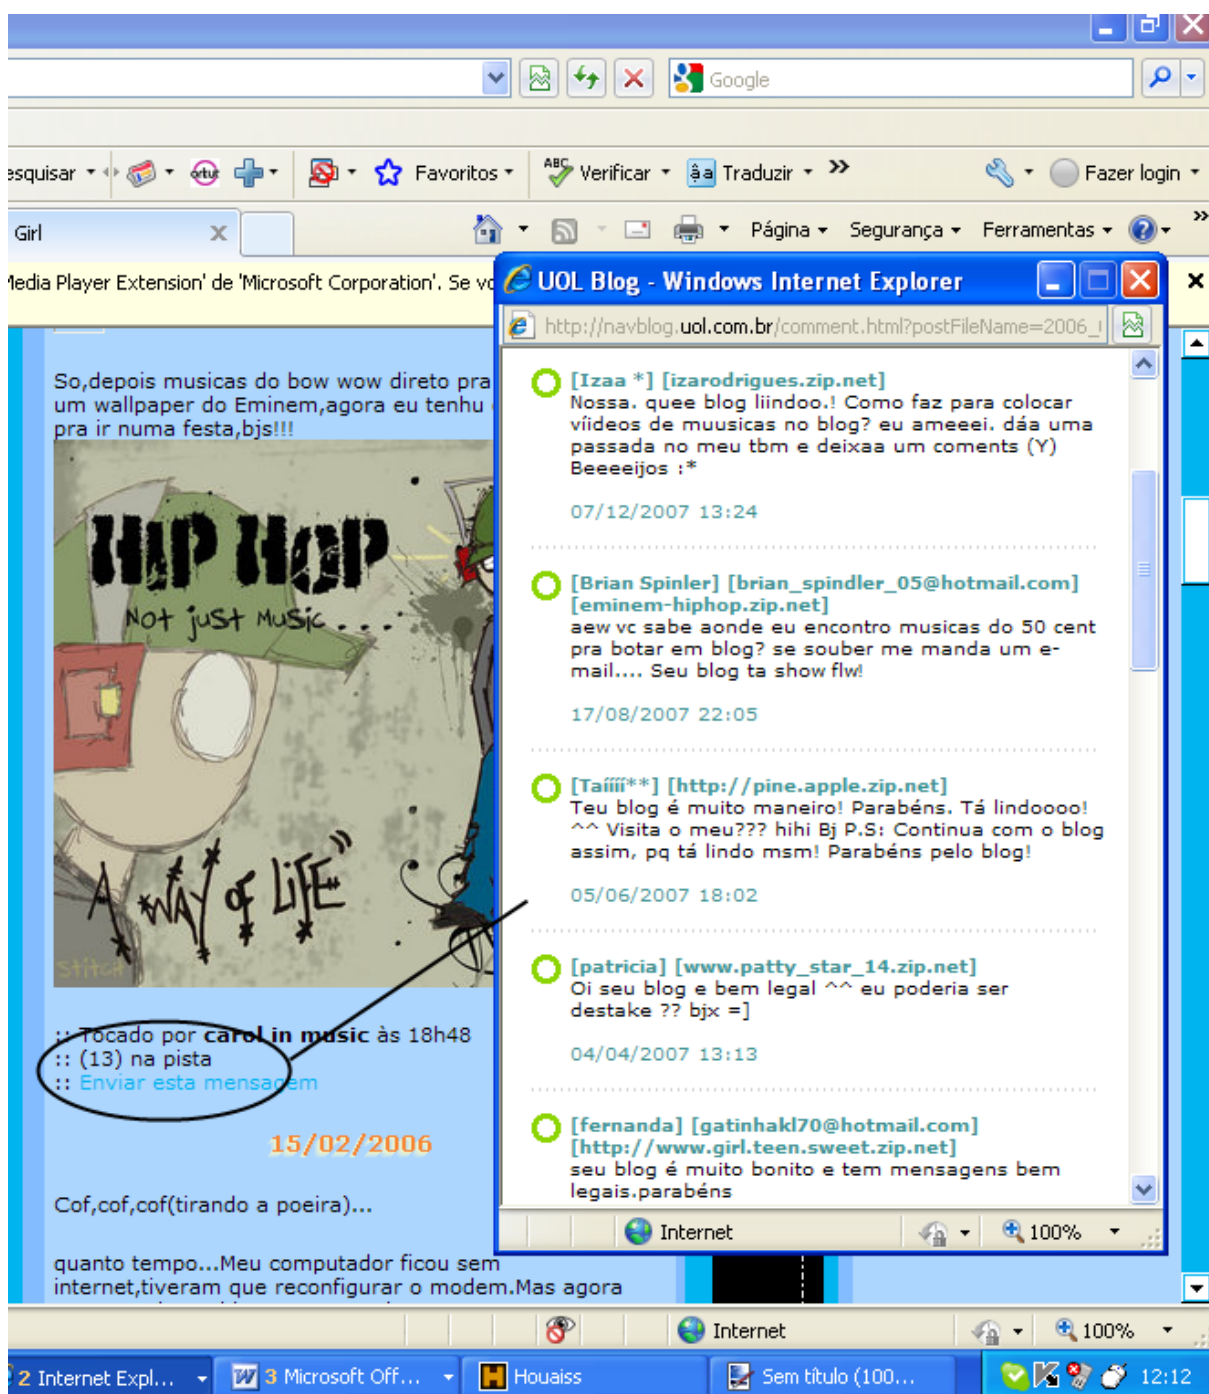 Google
esquisar
ortut
Favoritos
ABC
Verificar
âa
Traduzir
Fazer login
Girl
Página
Segurança
Ferramentas
Media Player Extension' de 'Microsoft Corporation'. Se
UOL Blog - Windows Internet Explorer
http://navblog.uol.com.br/comment.html?postFileName=2006_
So,depois musicas do bow wow direto pra
um wallpaper do Eminem,agora eu tenhu
pra ir numa festa,bjs!!!
HIP HOP
Not just Music....
A WAY OF LIFE
Stitch
:: Tocado por carol in music às 18h48
:: (13) na pista
:: Enviar esta mensagem
15/02/2006
Cof,cof,cof(tirando a poeira)...
quanto tempo...Meu computador ficou sem
internet,tiveram que reconfigurar o modem.Mas agora
[Izaa *] [izarodrigues.zip.net]
Nossa. quee blog liindoo.! Como faz para colocar
víideos de muusicas no blog? eu ameeei. dáa uma
passada no meu tbm e deixaa um coments (Y)
Beeeeijos :*
07/12/2007 13:24
[Brian Spinler] [brian_spindler_05@hotmail.com]
[eminem-hiphop.zip.net]
aew vc sabe aonde eu encontro musicas do 50 cent
pra botar em blog? se souber me manda um e-
mail.... Seu blog ta show flw!
17/08/2007 22:05
[Taíííí**] [http://pine.apple.zip.net]
Teu blog é muito maneiro! Parabéns. Tá lindoooo!
^^ Visita o meu??? hihi Bj P.S: Continua com o blog
assim, pq tá lindo msm! Parabéns pelo blog!
05/06/2007 18:02
[patricia] [www.patty_star_14.zip.net]
Oi seu blog e bem legal ^^ eu poderia ser
destake ?? bjx =]
04/04/2007 13:13
[fernanda] [gatinhakl70@hotmail.com]
[http://www.girl.teen.sweet.zip.net]
seu blog é muito bonito e tem mensagens bem
legais.parabéns
Internet
100%
Internet
100%
2 Internet Expl...
3 Microsoft Off...
Houaiss
Sem título (100...
12:12